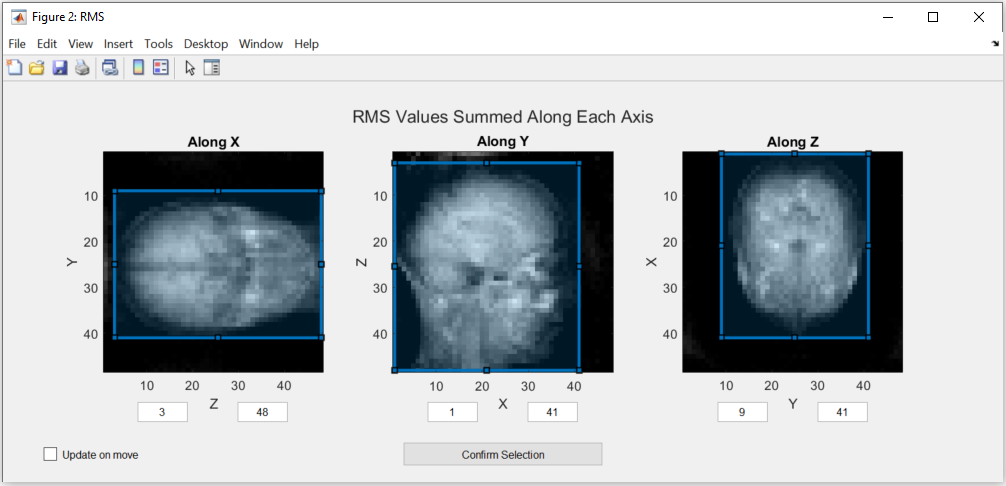 Figure 2: RMS
File Edit View Insert Tools Desktop Window Help
RMS Values Summed Along Each Axis
Along X
10
20
30
40
Y
10 20 30 40
Z
3 48
Along Y
10
20
30
40
Z
10 20 30 40
X
1 41
Along Z
10
20
30
40
X
10 20 30 40
Y
9 41
Update on move
Confirm Selection